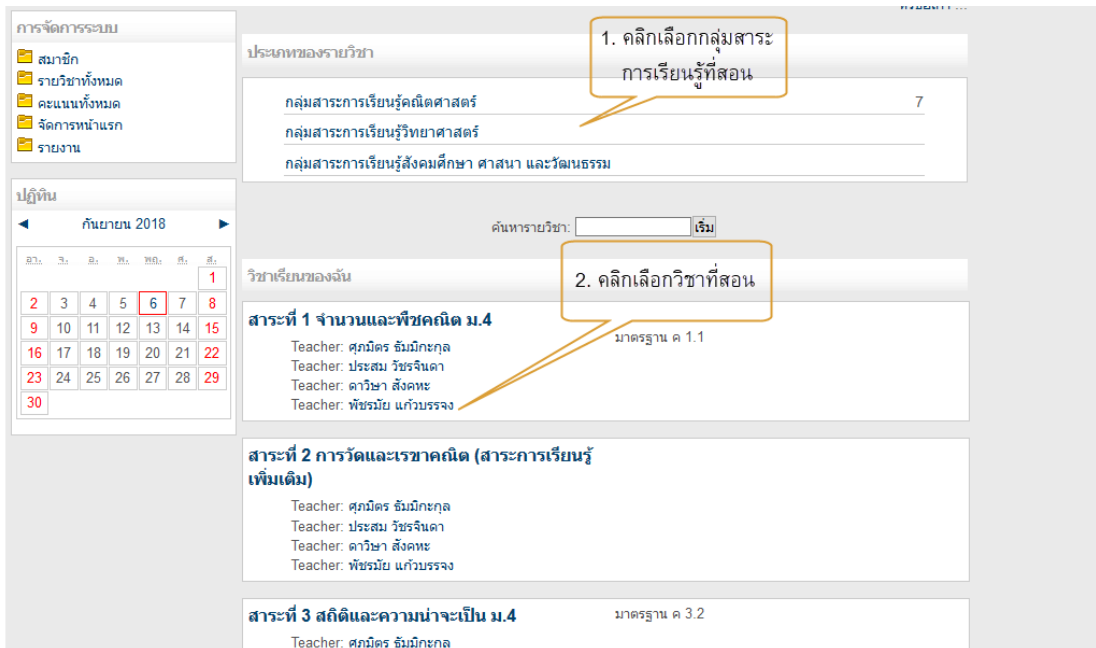 การจัดการระบบ
สมาชิก
รายวิชาทั้งหมด
คะแนนทั้งหมด
จัดการหน้าแรก
รายงาน
ปฏิทิน
◄ กันยายน 2018 ►
อา. จ. อ. พ. พฤ. ศ. ส.
1
2 3 4 5 6 7 8
9 10 11 12 13 14 15
16 17 18 19 20 21 22
23 24 25 26 27 28 29
30
ประเภทของรายวิชา
1. คลิกเลือกกลุ่มสาระ
การเรียนรู้ที่สอน
กลุ่มสาระการเรียนรู้คณิตศาสตร์ 7
กลุ่มสาระการเรียนรู้วิทยาศาสตร์
กลุ่มสาระการเรียนรู้สังคมศึกษา ศาสนา และวัฒนธรรม
ค้นหารายวิชา: เริ่ม
วิชาเรียนของฉัน
2. คลิกเลือกวิชาที่สอน
สาระที่ 1 จำนวนและพีชคณิต ม.4
มาตรฐาน ค 1.1
Teacher: ศุภมิตร ธัมมิกะกุล
Teacher: ประสม วัชรจินดา
Teacher: ดาวิษา สังคหะ
Teacher: พัชรมัย แก้วบรรจง
สาระที่ 2 การวัดและเรขาคณิต (สาระการเรียนรู้
เพิ่มเติม)
Teacher: ศุภมิตร ธัมมิกะกุล
Teacher: ประสม วัชรจินดา
Teacher: ดาวิษา สังคหะ
Teacher: พัชรมัย แก้วบรรจง
สาระที่ 3 สถิติและความน่าจะเป็น ม.4
มาตรฐาน ค 3.2
Teacher: ศุภมิตร ธัมมิกะกุล